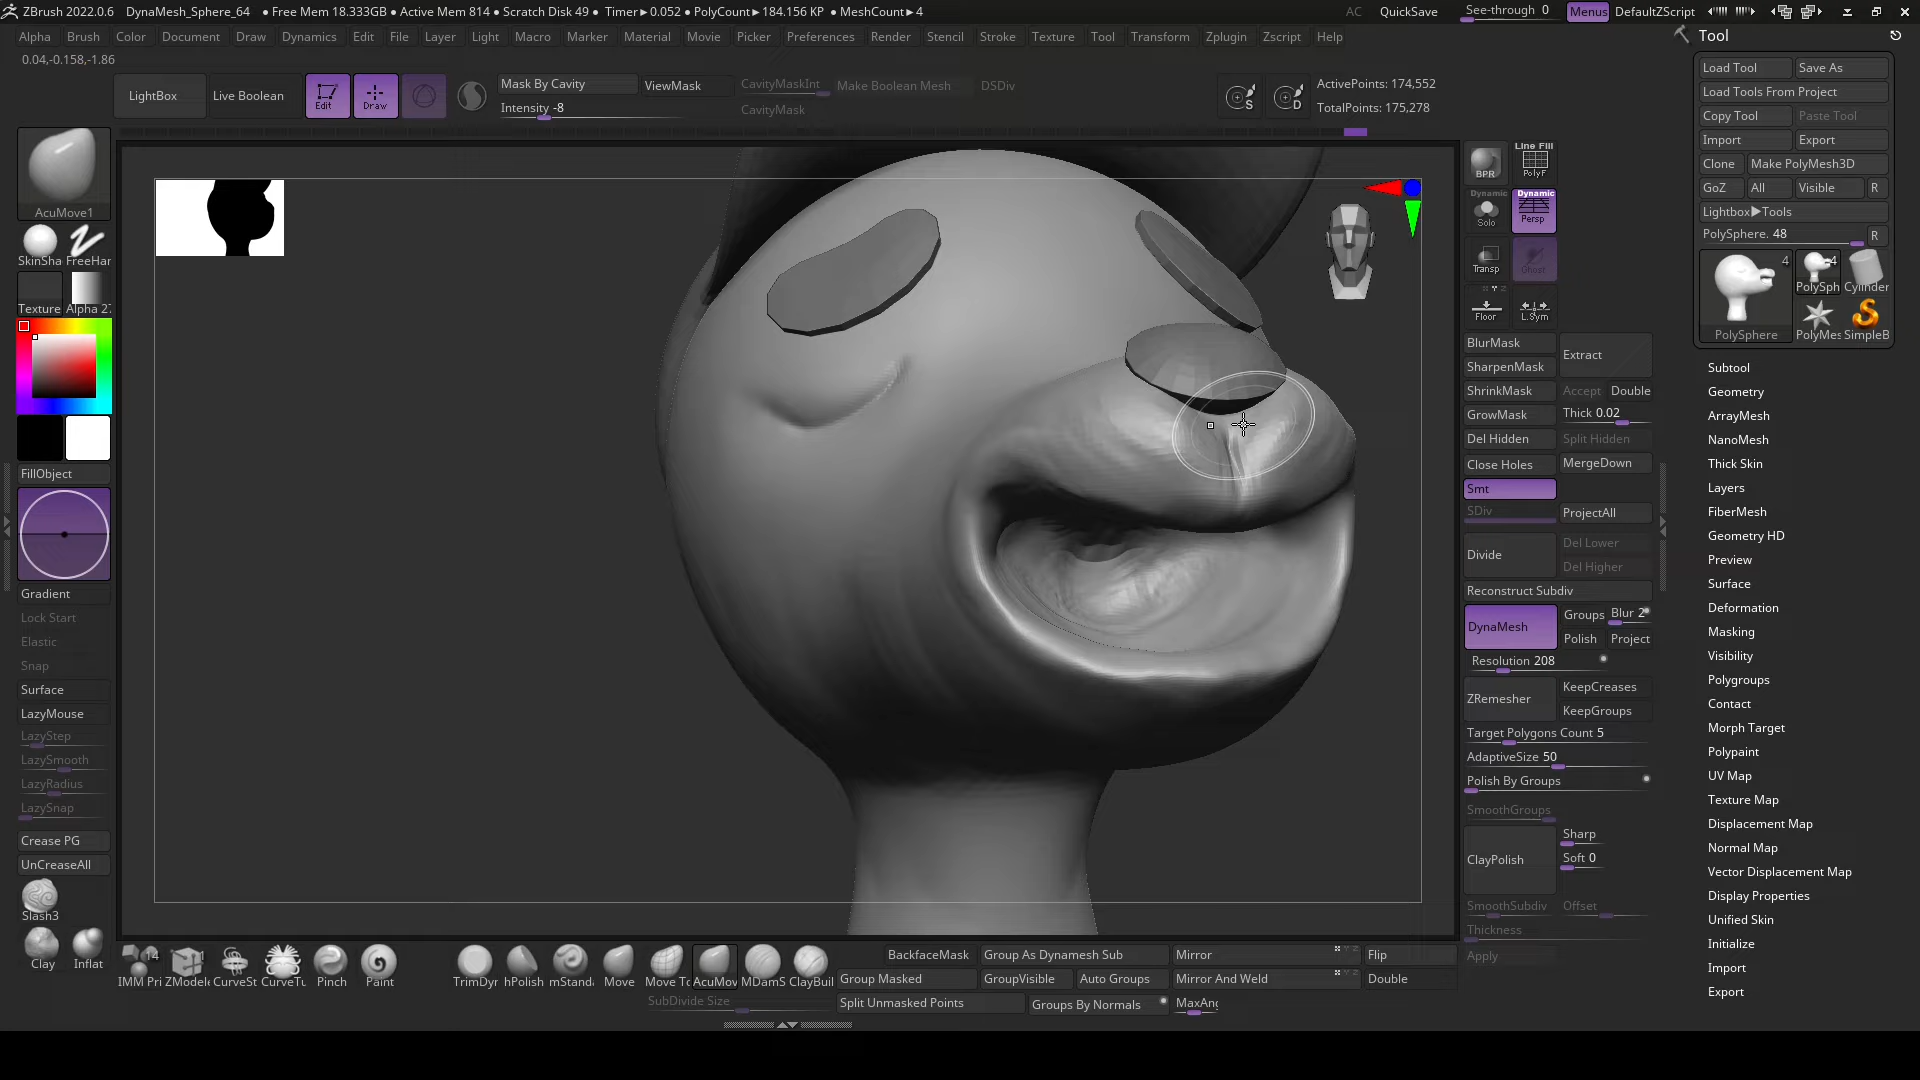 ZBrush 2022.0.6 DynaMesh_Sphere_64 ● Free Mem 18.333GB ● Active Mem 814 ● Scratch Disk 49 ● Timer▶0.052 ● PolyCount▶184.156 KP ● MeshCount▶4 AC QuickSave See-through 0 Menus DefaultZScript
Alpha Brush Color Document Draw Dynamics Edit File Layer Light Macro Marker Material Movie Picker Preferences Render Stencil Stroke Texture Tool Transform Zplugin Zscript Help
0.04,-0.158,-1.86
LightBox Live Boolean Edit Draw
Mask By Cavity ViewMask CavityMaskInt Make Boolean Mesh DSDiv
Intensity -8 CavityMask
S D
ActivePoints: 174,552
TotalPoints: 175,278
AcuMove1
SkinSha FreeHan
Texture Alpha 27
FillObject
Gradient
Lock Start
Elastic
Snap
Surface
LazyMouse
LazyStep
LazySmooth
LazyRadius
LazySnap
Crease PG
UnCreaseAll
Slash3
Clay Inflat
14
IMM Pri ZModel CurveSt CurveTu Pinch Paint TrimDyn hPolish mStand Move Move To AcuMov MDamS ClayBuil
SubDivide Size
BackfaceMask Group As Dynamesh Sub Mirror Flip
Group Masked GroupVisible Auto Groups Mirror And Weld Double
Split Unmasked Points Groups By Normals MaxAng
BPR
Line Fill
PolyF
Dynamic
Solo
Dynamic
Persp
Transp Ghost
Floor L.Sym
BlurMask Extract
SharpenMask
ShrinkMask Accept Double
GrowMask Thick 0.02
Del Hidden Split Hidden
Close Holes MergeDown
Smt
SDiv ProjectAll
Divide Del Lower
Del Higher
Reconstruct Subdiv
DynaMesh Groups Blur 2
Polish Project
Resolution 208
ZRemesher KeepCreases
KeepGroups
Target Polygons Count 5
AdaptiveSize 50
Polish By Groups
SmoothGroups
ClayPolish Sharp
Soft 0
SmoothSubdiv Offset
Thickness
Apply
Tool
Load Tool Save As
Load Tools From Project
Copy Tool Paste Tool
Import Export
Clone Make PolyMesh3D
GoZ All Visible R
Lightbox▶Tools
PolySphere. 48 R
4 4
PolySph Cylinder
PolySphere PolyMes SimpleB
Subtool
Geometry
ArrayMesh
NanoMesh
Thick Skin
Layers
FiberMesh
Geometry HD
Preview
Surface
Deformation
Masking
Visibility
Polygroups
Contact
Morph Target
Polypaint
UV Map
Texture Map
Displacement Map
Normal Map
Vector Displacement Map
Display Properties
Unified Skin
Initialize
Import
Export